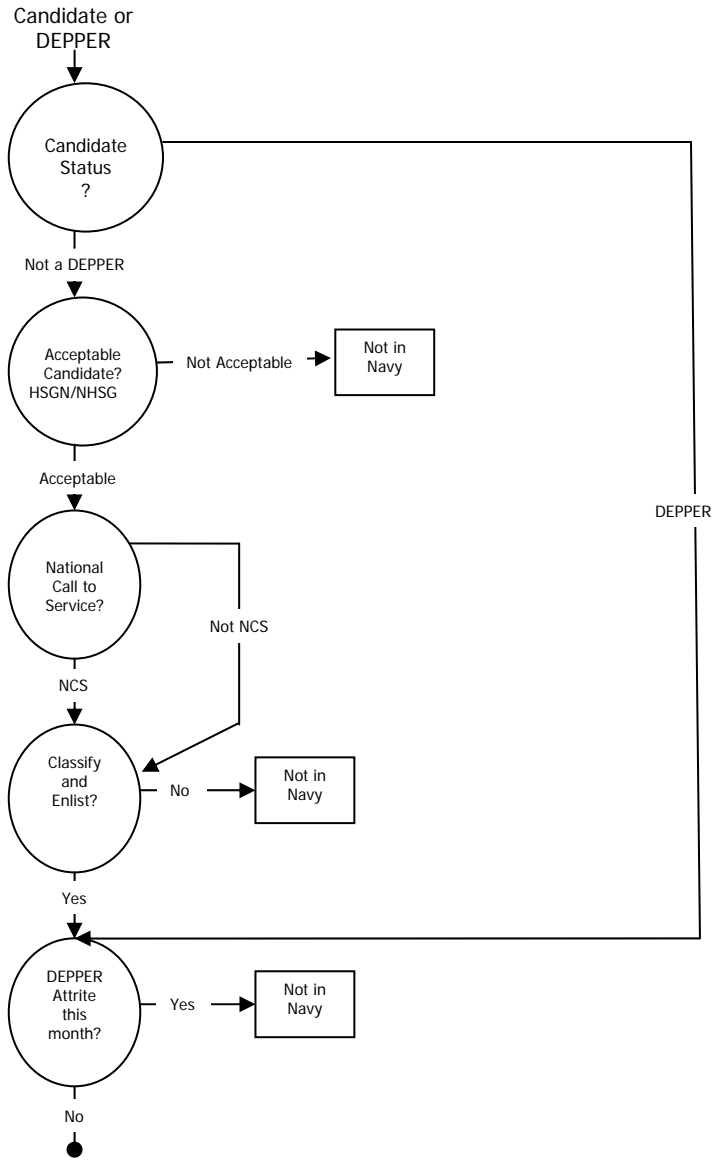 Candidate or
DEPPER
Candidate
Status
?
Not a DEPPER
Acceptable
Candidate?
HSGN/NHSG
Not Acceptable
Not in
Navy
Acceptable
DEPPER
National
Call to
Service?
Not NCS
NCS
Classify
and
Enlist?
No
Not in
Navy
Yes
DEPPER
Attrite
this
month?
Yes
Not in
Navy
No